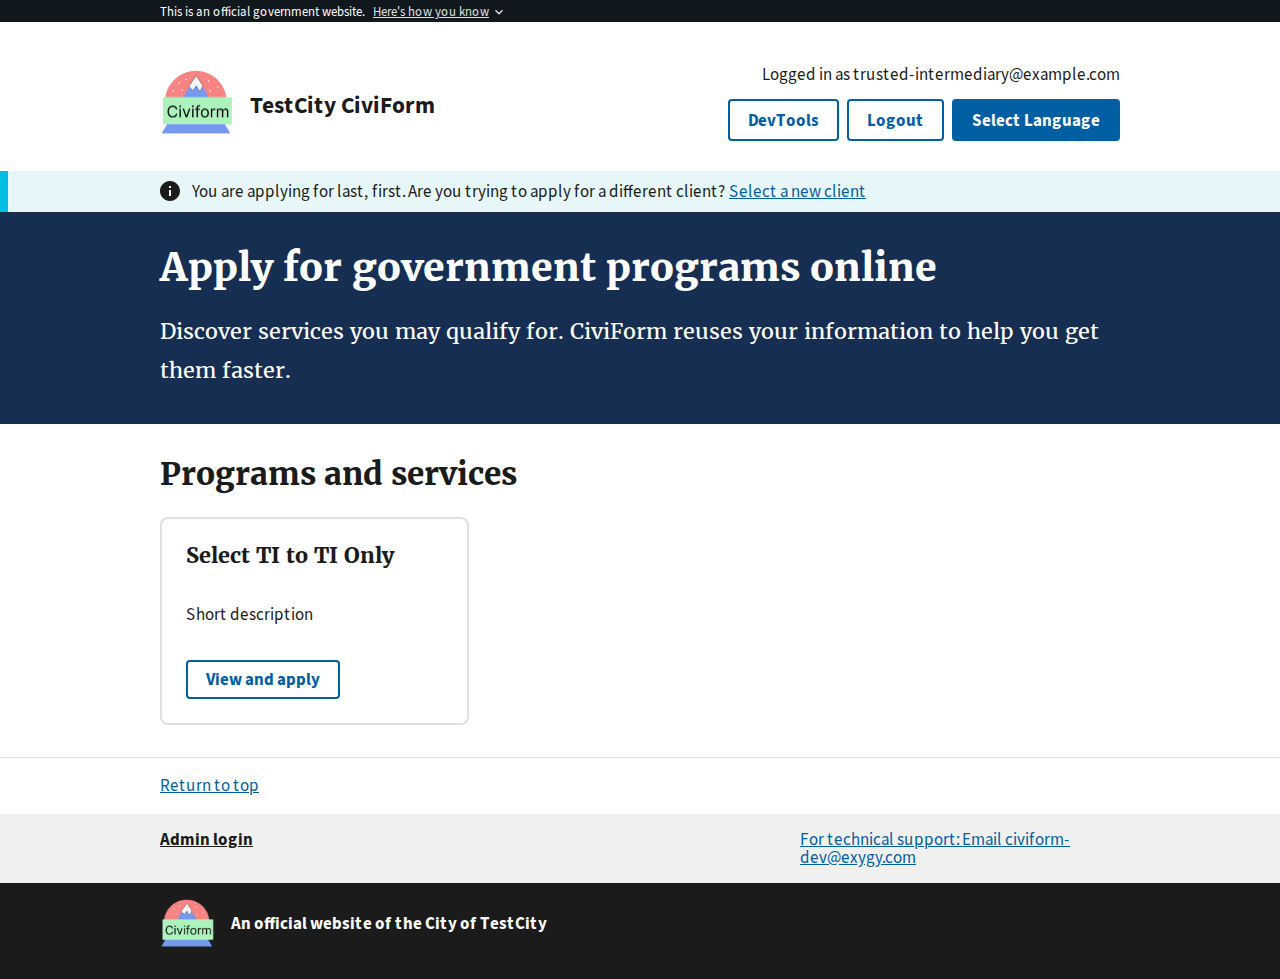 This is an official government website. Here's how you know
Logged in as trusted-intermediary@example.com
Civiform
TestCity CiviForm
DevTools
Logout
Select Language
You are applying for last, first. Are you trying to apply for a different client? Select a new client
Apply for government programs online
Discover services you may qualify for. CiviForm reuses your information to help you get
them faster.
Programs and services
Select TI to TI Only
Short description
View and apply
Return to top
Admin login
For technical support: Email civiform-
dev@exygy.com
Civiform
An official website of the City of TestCity